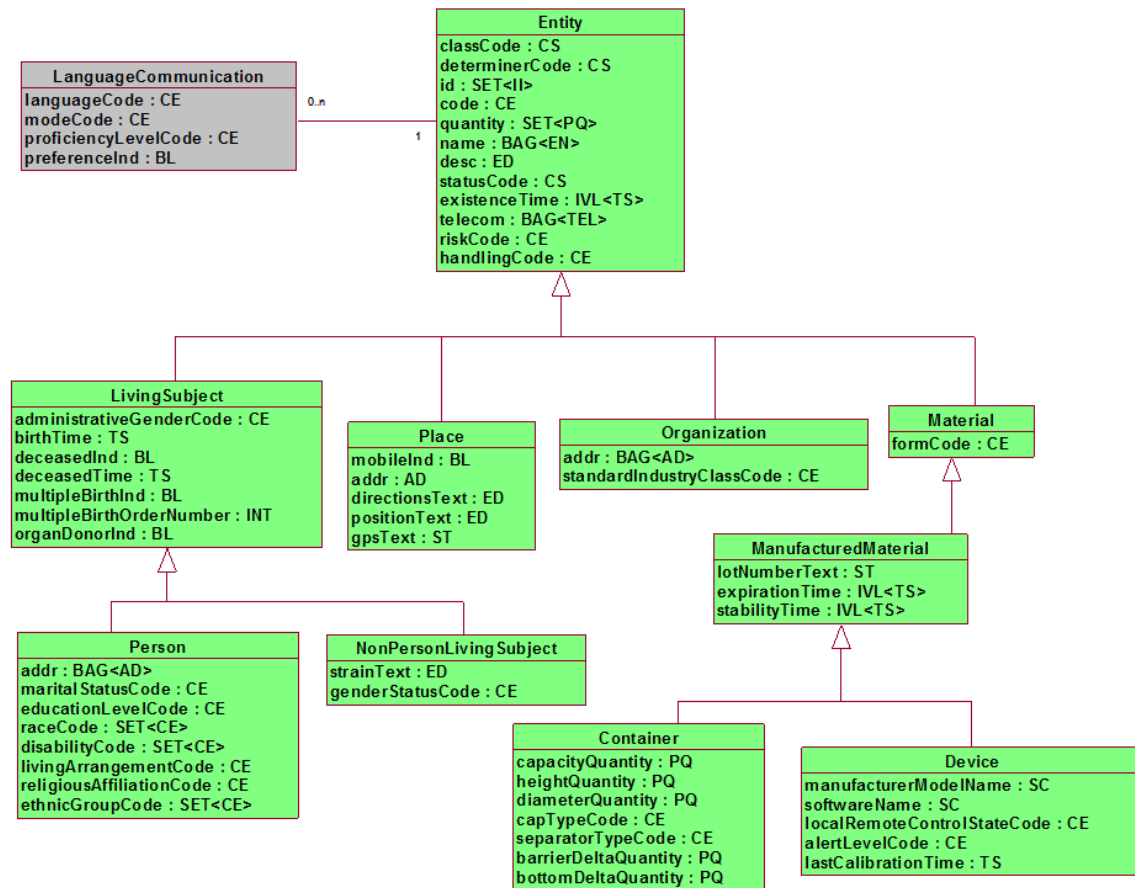 Entity
classCode : CS
determinerCode : CS
id : SET<II>
code : CE
quantity : SET<PQ>
name : BAG<EN>
desc : ED
statusCode : CS
existenceTime : IVL<TS>
telecom : BAG<TEL>
riskCode : CE
handlingCode : CE
LanguageCommunication
languageCode : CE
modeCode : CE
proficiencyLevelCode : CE
preferenceInd : BL
0..n
1
LivingSubject
administrativeGenderCode : CE
birthTime : TS
deceasedInd : BL
deceasedTime : TS
multipleBirthInd : BL
multipleBirthOrderNumber : INT
organDonorInd : BL
Place
mobileInd : BL
addr : AD
directionsText : ED
positionText : ED
gpsText : ST
Organization
addr : BAG<AD>
standardIndustryClassCode : CE
Material
formCode : CE
ManufacturedMaterial
lotNumberText : ST
expirationTime : IVL<TS>
stabilityTime : IVL<TS>
Person
addr : BAG<AD>
maritalStatusCode : CE
educationLevelCode : CE
raceCode : SET<CE>
disabilityCode : SET<CE>
livingArrangementCode : CE
religiousAffiliationCode : CE
ethnicGroupCode : SET<CE>
NonPersonLivingSubject
strainText : ED
genderStatusCode : CE
Container
capacityQuantity : PQ
heightQuantity : PQ
diameterQuantity : PQ
capTypeCode : CE
separatorTypeCode : CE
barrierDeltaQuantity : PQ
bottomDeltaQuantity : PQ
Device
manufacturerModelName : SC
softwareName : SC
localRemoteControlStateCode : CE
alertLevelCode : CE
lastCalibrationTime : TS